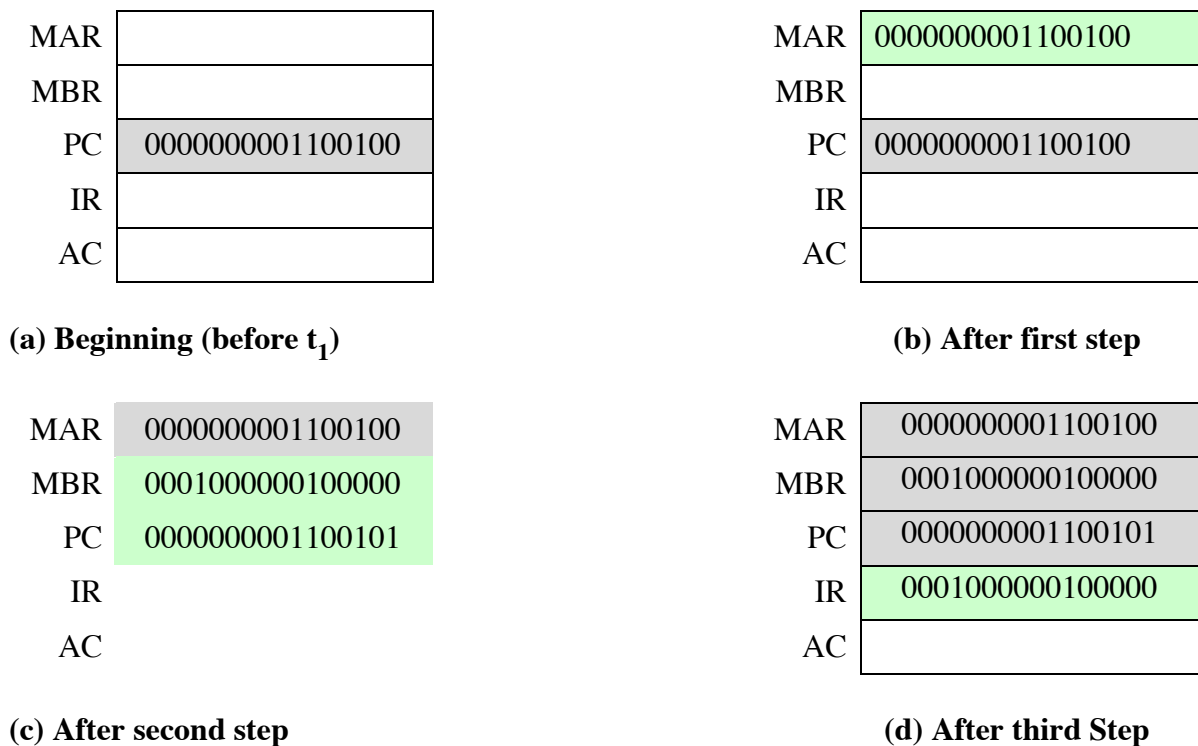 MAR
MBR
PC 0000000001100100
IR
AC
(a) Beginning (before t1)
MAR 0000000001100100
MBR
PC 0000000001100100
IR
AC
(b) After first step
MAR 0000000001100100
MBR 0001000000100000
PC 0000000001100101
IR
AC
(c) After second step
MAR 0000000001100100
MBR 0001000000100000
PC 0000000001100101
IR 0001000000100000
AC
(d) After third Step